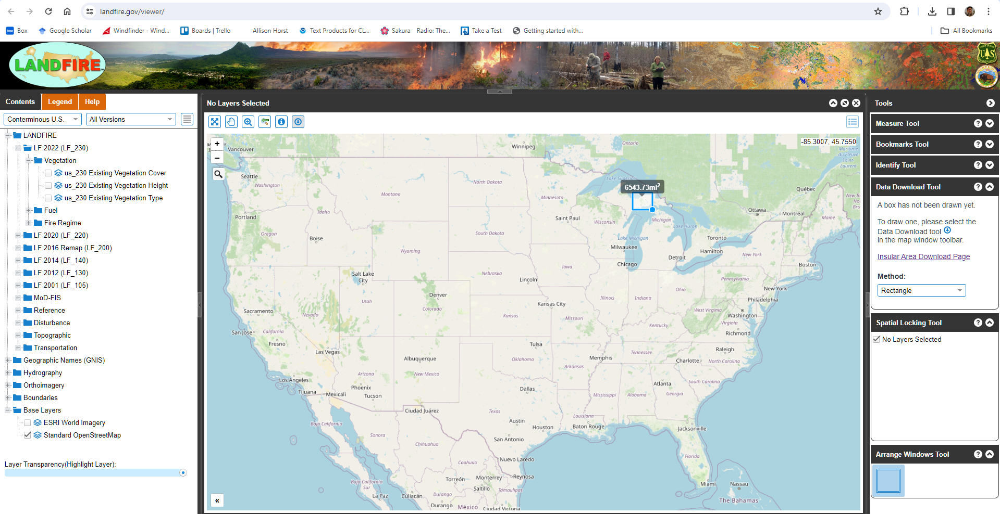 landfire.gov/viewer/
Box
Google Scholar
Windfinder - Wind...
Boards | Trello
Allison Horst
Text Products for CL...
Sakura
Radio: The...
Take a Test
Getting started with...
All Bookmarks
LANDFIRE
Contents
Legend
Help
Conterminous U.S.
All Versions
LANDFIRE
LF 2022 (LF_230)
Vegetation
us_230 Existing Vegetation Cover
us_230 Existing Vegetation Height
us_230 Existing Vegetation Type
Fuel
Fire Regime
LF 2020 (LF_220)
LF 2016 Remap (LF_200)
LF 2014 (LF_140)
LF 2012 (LF_130)
LF 2001 (LF_105)
MoD-FIS
Reference
Disturbance
Topographic
Transportation
Geographic Names (GNIS)
Hydrography
Orthoimagery
Boundaries
Base Layers
ESRI World Imagery
Standard OpenStreetMap
Layer Transparency(Highlight Layer):
No Layers Selected
-85.3007, 45.7550
+
−
«
6543.73mi²
Vancouver
Winnipeg
Ontario
Maritime
du Fleuve
Saint-
Laurent
Seattle
Washington
North Dakota
Lake Superior
Montana
Minnesota
Québec
New B
Maine
Portland
Idaho
Saint Paul
Wisconsin
Michigan
Ottawa
Montréal
Oregon
Boise
South Dakota
Lake Huron
Lake Michigan
Toronto
Wyoming
Milwaukee
Hamilton
New York
Detroit
Chicago
Boston
Iowa
Salt Lake
City
Nebraska
Lincoln
Ohio
Pennsylvania
New York
Denver
Utah
Kansas City
Illinois
Indiana
Philadelphia
Sacramento
Nevada
Colorado
Kansas
Missouri
West Virginia
Washington
Virginia
San Jose
California
Kentucky
Richmond
Fresno
Las Vegas
Tulsa
Tennessee
Raleigh
Albuquerque
Oklahoma
Memphis
Charlotte
North Carolina
Arkansas
Arizona
New Mexico
Los Angeles
Phoenix
Tucson
Tijuana
Mexicali
Dallas
Atlanta
South Carolina
Mississippi
Alabama
Georgia
Ciudad Juárez
Texas
Louisiana
Baja California
Austin
Houston
Baton Rouge
Jacksonville
Sonora
San Antonio
Chihuahua
Coahuila
Nuevo Laredo
Florida
Baja California
Sur
Torreón
Monterrey
Reynosa
Saltillo
Tamaulipas
Miami
Nassau
La Paz
Culiacán
Durango
Durango
México
Ciudad Victoria
The Bahamas
Tools
Measure Tool
Bookmarks Tool
Identify Tool
Data Download Tool
A box has not been drawn yet.
To draw one, please select the
Data Download tool
in the map window toolbar.
Insular Area Download Page
Method:
Rectangle
Spatial Locking Tool
No Layers Selected
Arrange Windows Tool